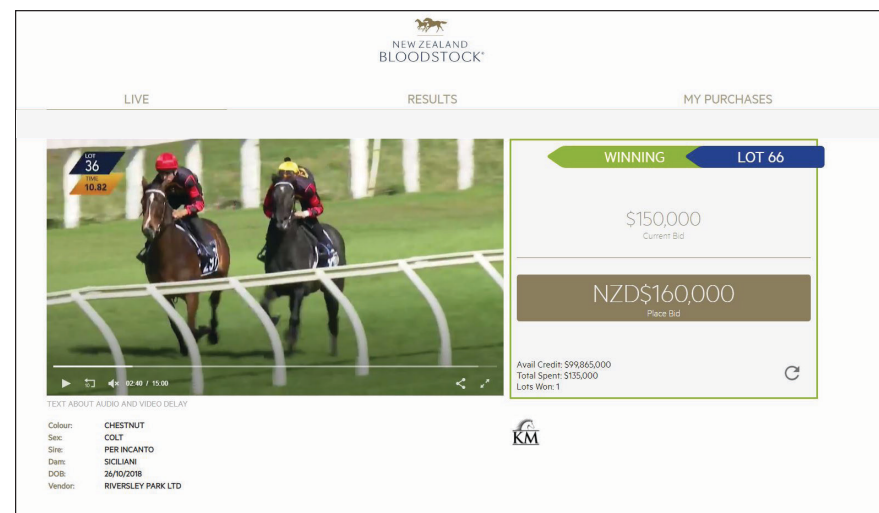 NEW ZEALAND
BLOODSTOCK®
LIVE
RESULTS
MY PURCHASES
LOT
36
TIME
10.82
WINNING
LOT 66
$150,000
Current Bid
NZD$160,000
Place Bid
Avail Credit: $99,865,000
Total Spent: $135,000
Lots Won: 1
02:40 / 15:00
TEXT ABOUT AUDIO AND VIDEO DELAY
Colour: CHESTNUT
Sex: COLT
Sire: PER INCANTO
Dam: SICILIANI
DOB: 26/10/2018
Vendor: RIVERSLEY PARK LTD
KM